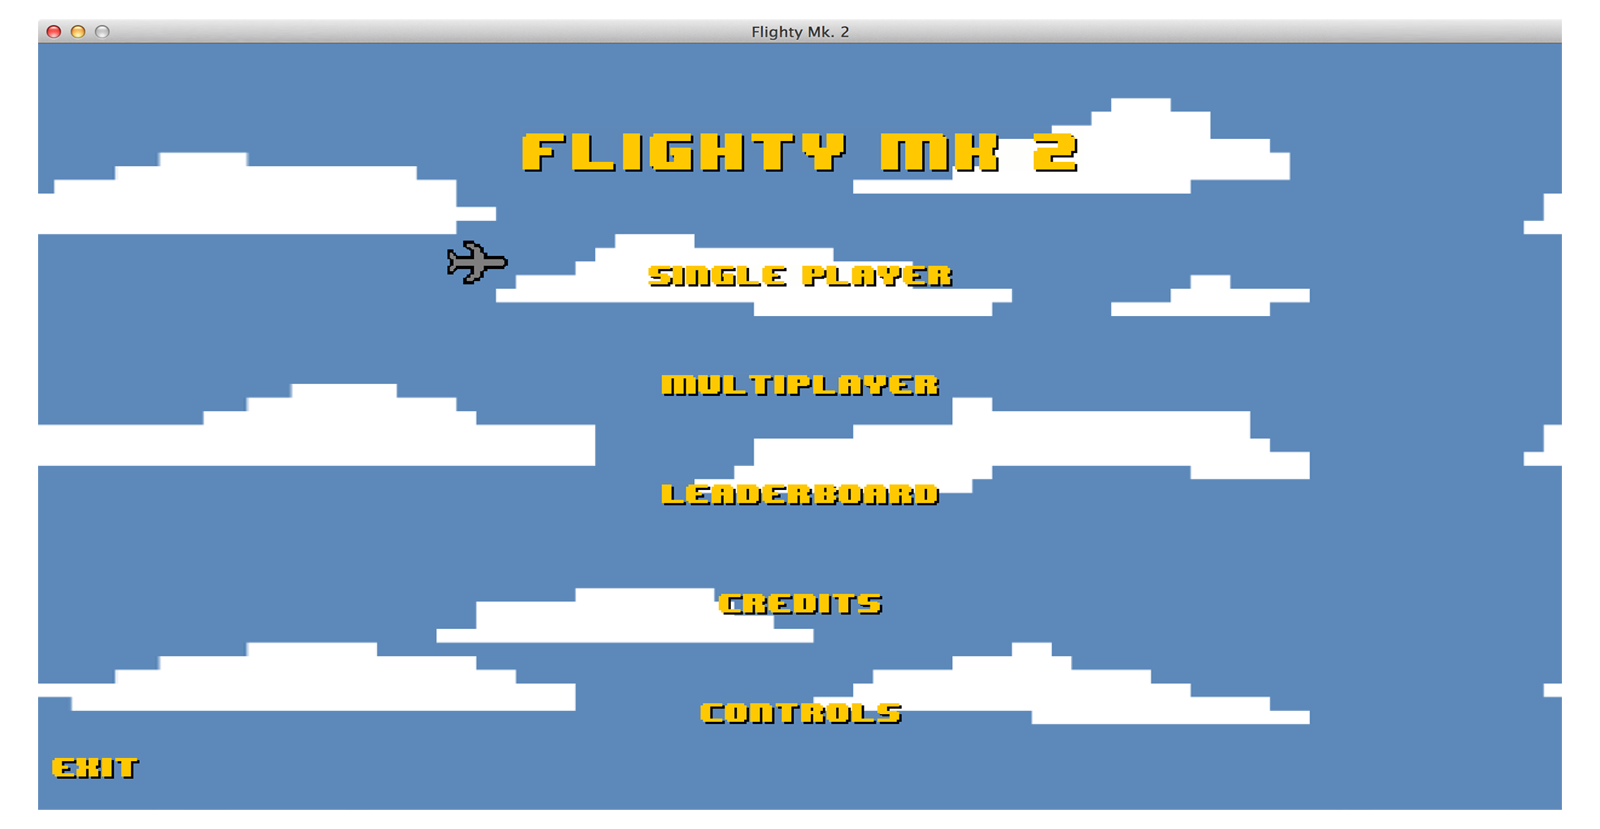 Flighty Mk. 2
FLIGHTY MK 2
SINGLE PLAYER
MULTIPLAYER
LEADERBOARD
CREDITS
CONTROLS
EXIT